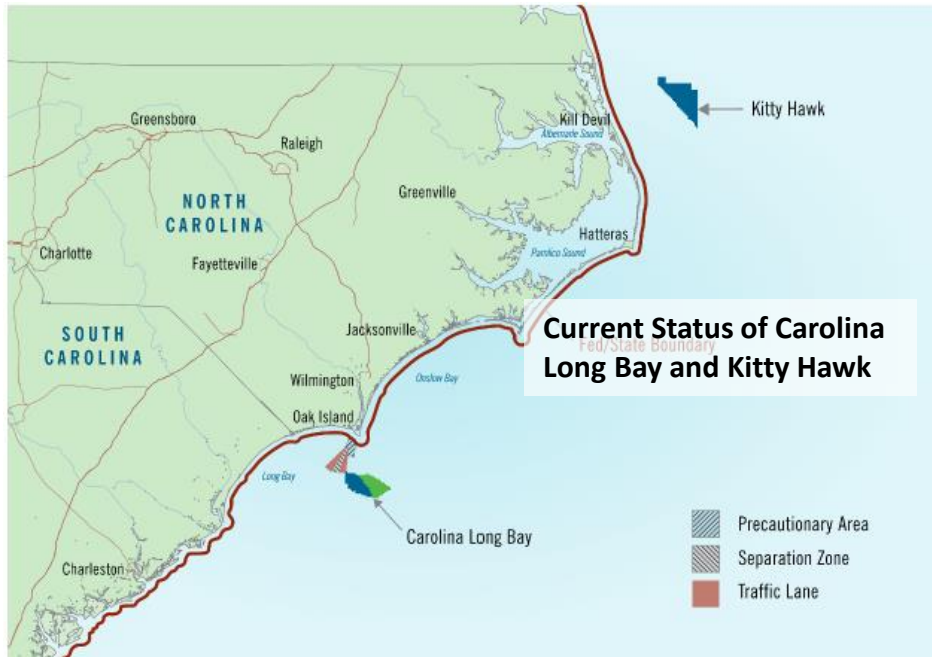 Kitty Hawk
Kill Devil
Albemarle Sound
Greensboro
Raleigh
Greenville
NORTH
CAROLINA
Hatteras
Pamlico Sound
Charlotte
Fayetteville
Current Status of Carolina
Long Bay and Kitty Hawk
Fed/State Boundary
SOUTH
CAROLINA
Jacksonville
Onslow Bay
Wilmington
Oak Island
Long Bay
Carolina Long Bay
Charleston
Precautionary Area
Separation Zone
Traffic Lane